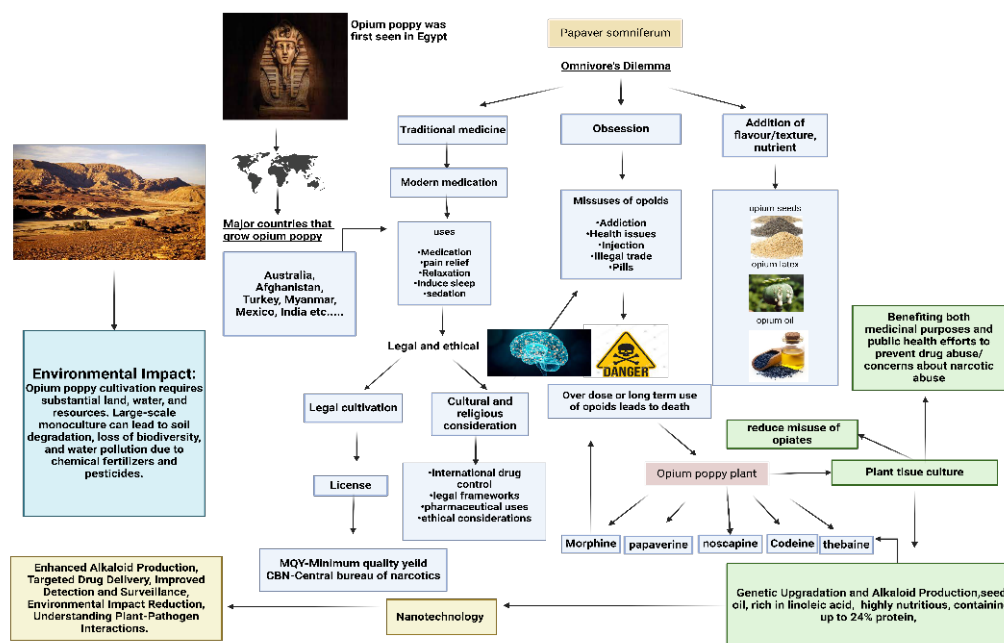 Opium poppy was
first seen in Egypt
Papaver somniferum
Omnivore's Dilemma
Traditional medicine
Obsession
Addition of
flavour/texture,
nutrient
Modern medication
Major countries that
grow opium poppy
Australia,
Afghanistan,
Turkey, Myanmar,
Mexico, India etc.....
uses
•Medication
•pain relief
•Relaxation
•Induce sleep
•sedation
Missuses of opoids
•Addiction
•Health issues
•Injection
•Illegal trade
•Pills
opium seeds
opium latex
opium oil
DANGER
Legal and ethical
Environmental Impact:
Opium poppy cultivation requires
substantial land, water, and
resources. Large-scale
monoculture can lead to soil
degradation, loss of biodiversity,
and water pollution due to
chemical fertilizers and
pesticides.
Legal cultivation
Cultural and
religious
consideration
License
•International drug
control
•legal frameworks
•pharmaceutical uses
•ethical considerations
MQY-Minimum quality yeild
CBN-Central bureau of narcotics
Over dose or long term use
of opoids leads to death
Opium poppy plant
Morphine
papaverine
noscapine
Codeine
thebaine
Benefiting both
medicinal purposes and
public health efforts to
prevent drug abuse/
concerns about narcotic
abuse
reduce misuse of
opiates
Plant tissue culture
Genetic Upgradation and Alkaloid Production,seed
oil, rich in linoleic acid, highly nutritious, containing
up to 24% protein,
Nanotechnology
Enhanced Alkaloid Production,
Targeted Drug Delivery, Improved
Detection and Surveillance,
Environmental Impact Reduction,
Understanding Plant-Pathogen
Interactions.